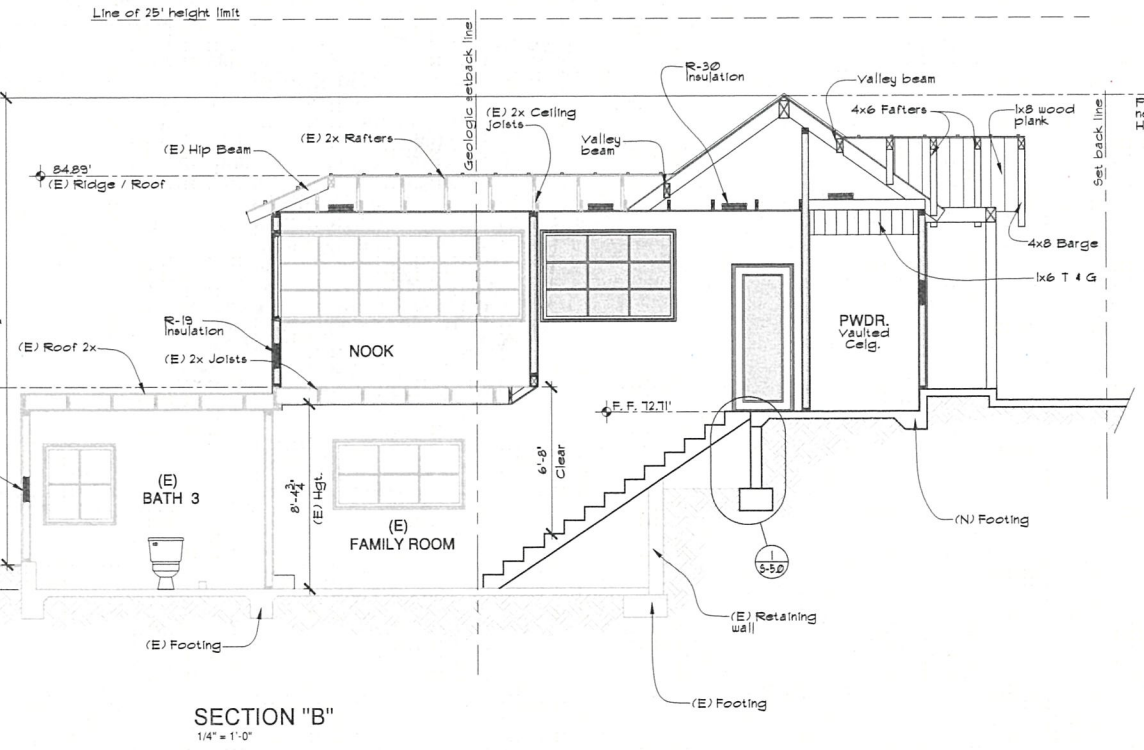 Line of 25' height limit
Geologic setback line
R-30
Insulation
Valley beam
(E) 2x Ceiling
joists
4x6 Fafters
1x8 wood
plank
(E) 2x Rafters
Valley
beam
(E) Hip Beam
Set back line
84.89'
(E) Ridge / Roof
4x8 Barge
1x6 T & G
R-19
Insulation
PWDR.
Vaulted
Celg.
(E) Roof 2x
(E) 2x Joists
NOOK
F. F. 72.71'
6'-8"
Clear
8'-4 3/4"
(E) Hgt.
(E)
BATH 3
(E)
FAMILY ROOM
(N) Footing
1
S-5.0
(E) Retaining
wall
(E) Footing
(E) Footing
SECTION "B"
1/4" = 1'-0"